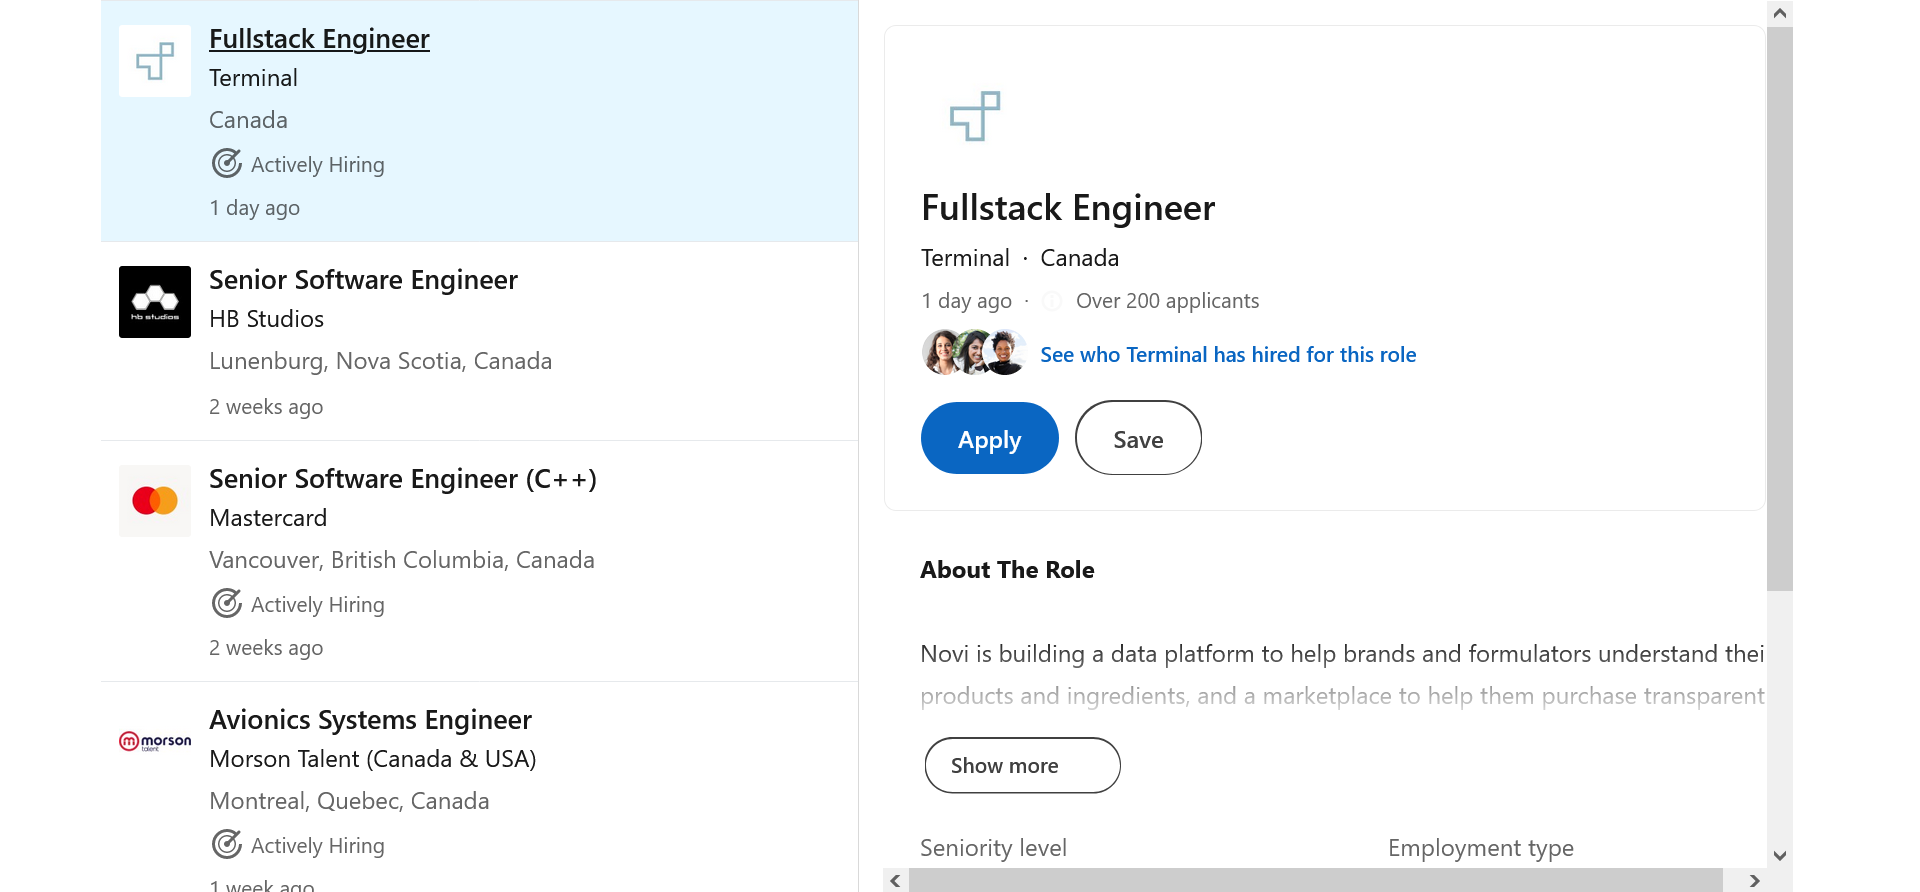 Fullstack Engineer
Terminal
Canada
Actively Hiring
1 day ago
hb studios
Senior Software Engineer
HB Studios
Lunenburg, Nova Scotia, Canada
2 weeks ago
Senior Software Engineer (C++)
Mastercard
Vancouver, British Columbia, Canada
Actively Hiring
2 weeks ago
morson
talent
Avionics Systems Engineer
Morson Talent (Canada & USA)
Montreal, Quebec, Canada
Actively Hiring
1 week ago
Fullstack Engineer
Terminal · Canada
1 day ago · Over 200 applicants
See who Terminal has hired for this role
Apply Save
About The Role
Novi is building a data platform to help brands and formulators understand thei
products and ingredients, and a marketplace to help them purchase transparent
Show more
Seniority level Employment type